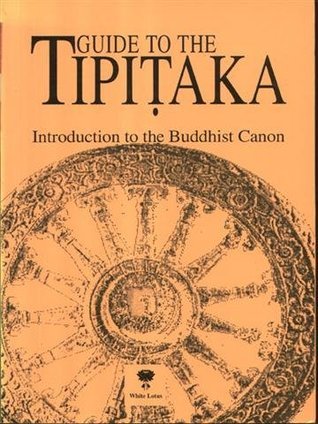 GUIDE TO THE
TIPIṬAKA
Introduction to the Buddhist Canon
White Lotus